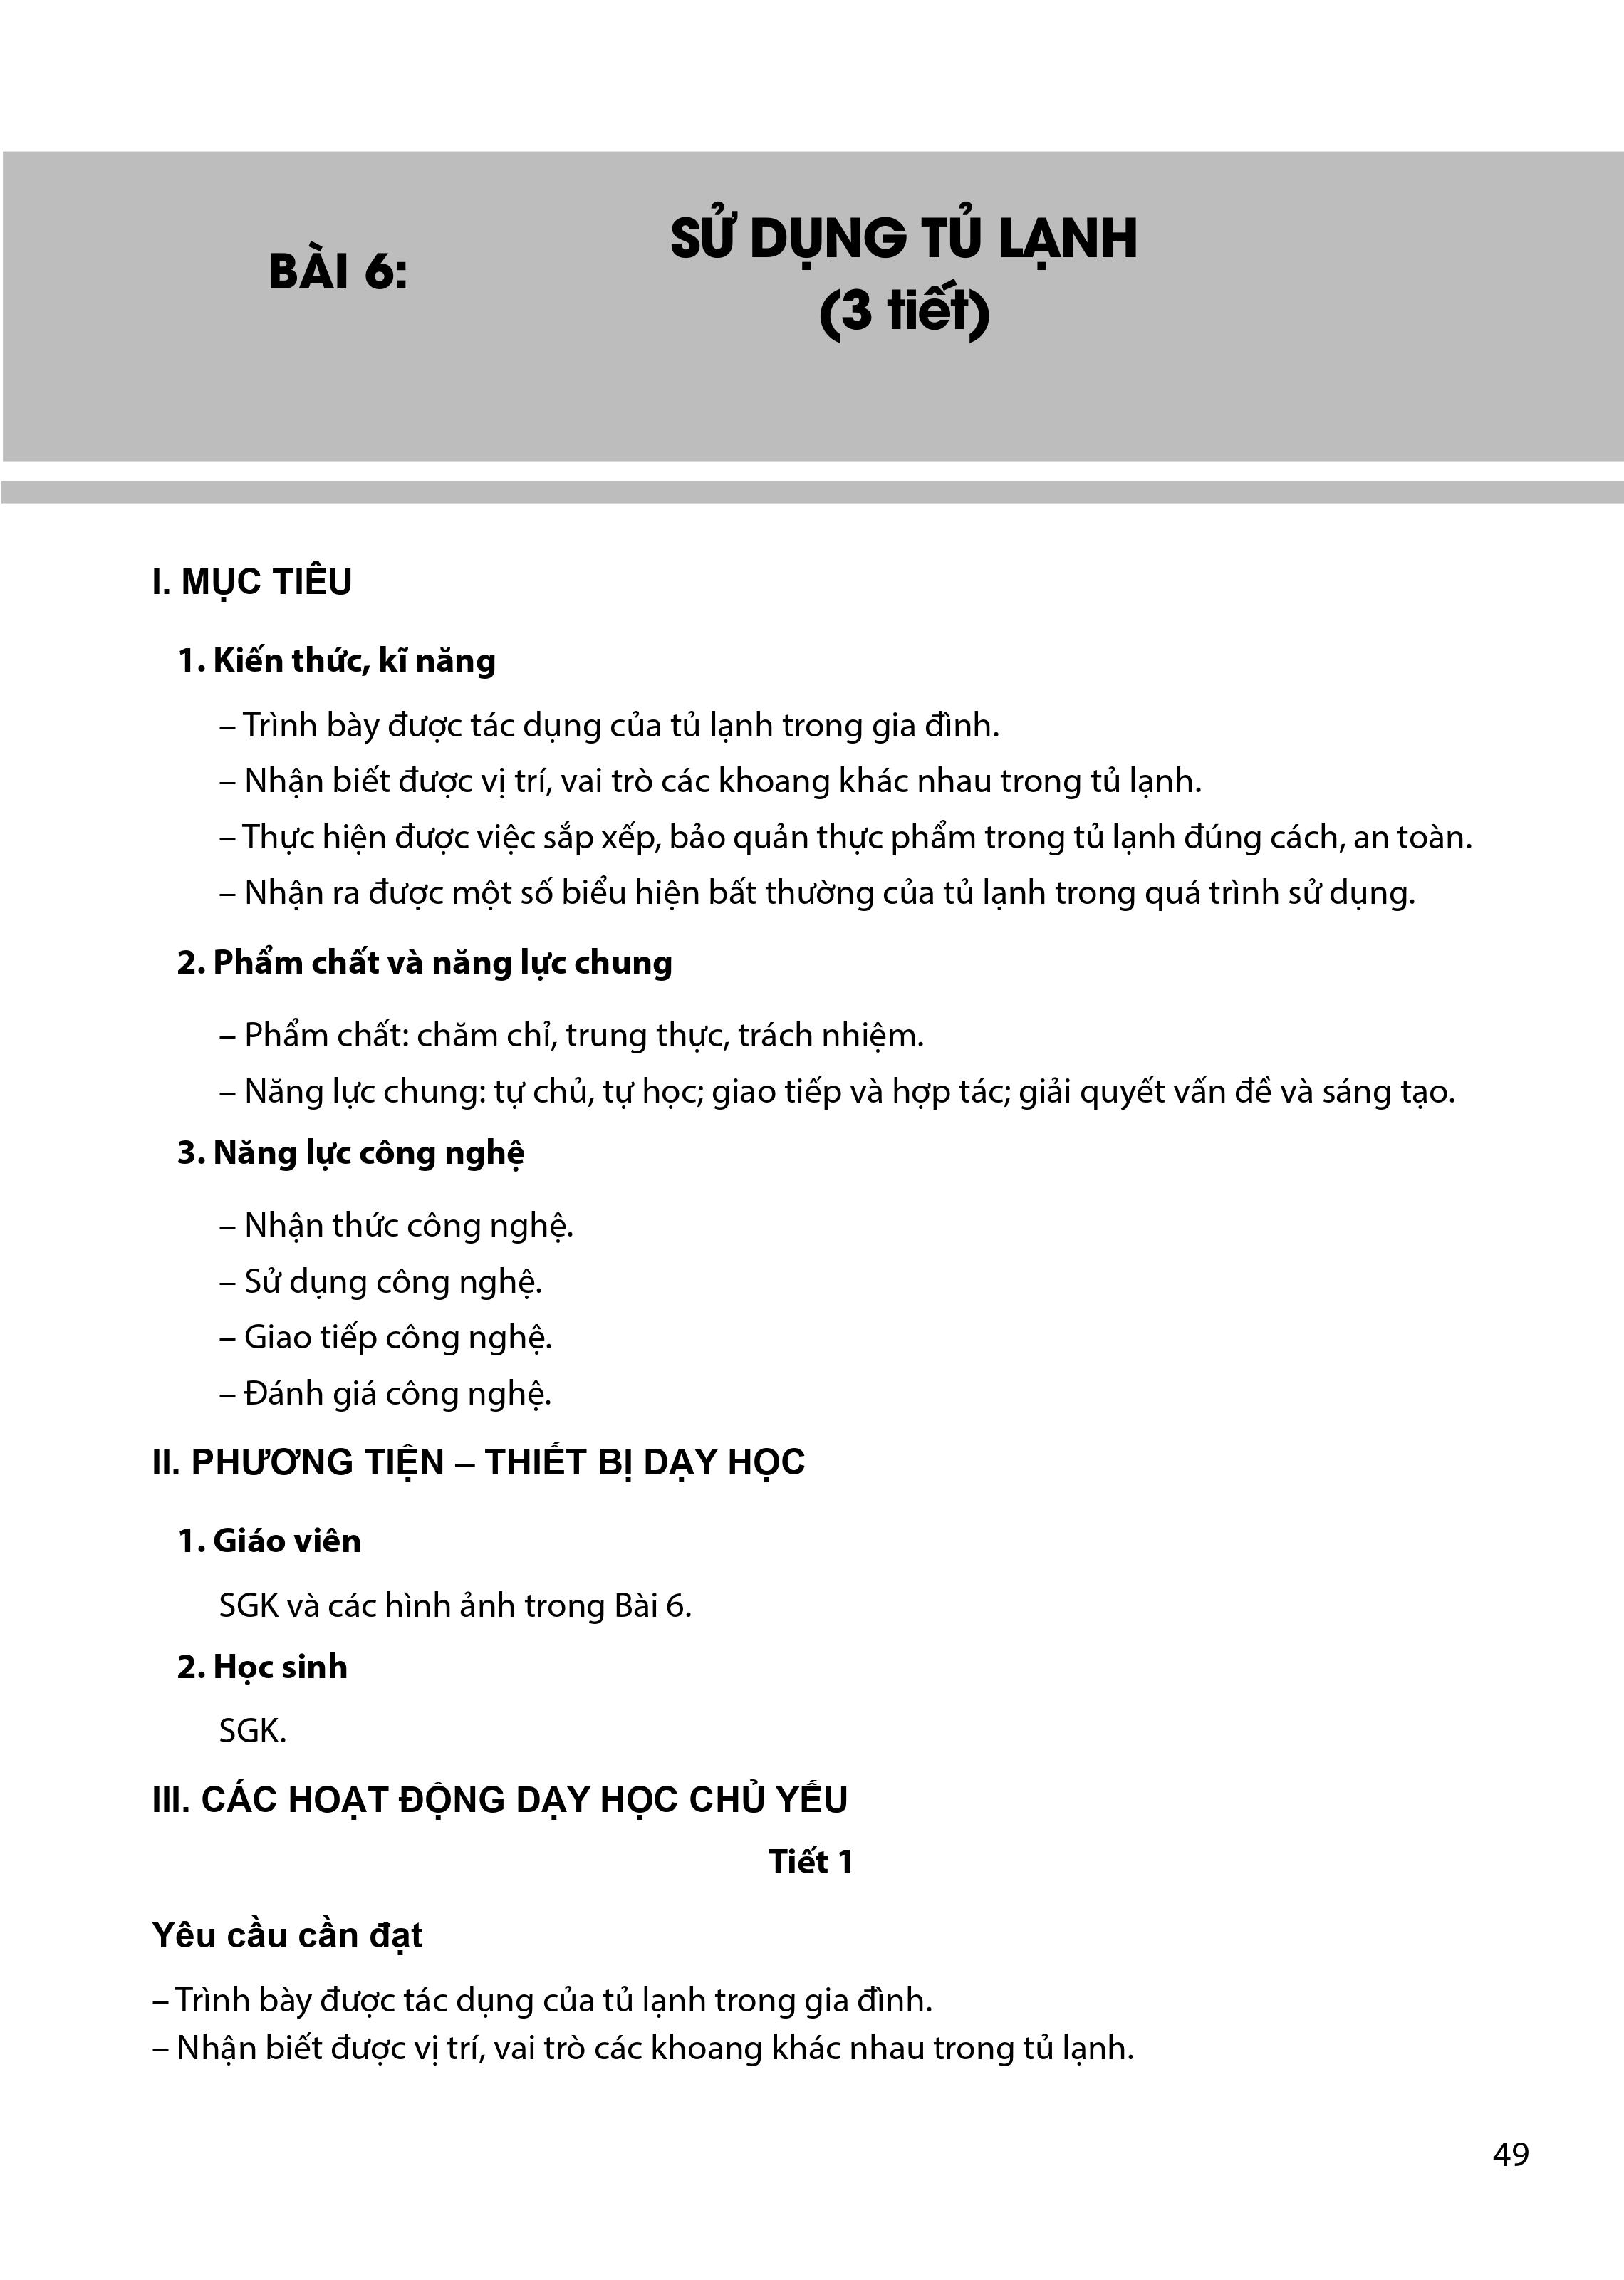 BÀI 6:
SỬ DỤNG TỦ LẠNH
(3 tiết)
I. MỤC TIÊU
1. Kiến thức, kĩ năng
– Trình bày được tác dụng của tủ lạnh trong gia đình.
– Nhận biết được vị trí, vai trò các khoang khác nhau trong tủ lạnh.
– Thực hiện được việc sắp xếp, bảo quản thực phẩm trong tủ lạnh đúng cách, an toàn.
– Nhận ra được một số biểu hiện bất thường của tủ lạnh trong quá trình sử dụng.
2. Phẩm chất và năng lực chung
– Phẩm chất: chăm chỉ, trung thực, trách nhiệm.
– Năng lực chung: tự chủ, tự học; giao tiếp và hợp tác; giải quyết vấn đề và sáng tạo.
3. Năng lực công nghệ
– Nhận thức công nghệ.
– Sử dụng công nghệ.
– Giao tiếp công nghệ.
– Đánh giá công nghệ.
II. PHƯƠNG TIỆN – THIẾT BỊ DẠY HỌC
1. Giáo viên
SGK và các hình ảnh trong Bài 6.
2. Học sinh
SGK.
III. CÁC HOẠT ĐỘNG DẠY HỌC CHỦ YẾU
Tiết 1
Yêu cầu cần đạt
– Trình bày được tác dụng của tủ lạnh trong gia đình.
– Nhận biết được vị trí, vai trò các khoang khác nhau trong tủ lạnh.
49